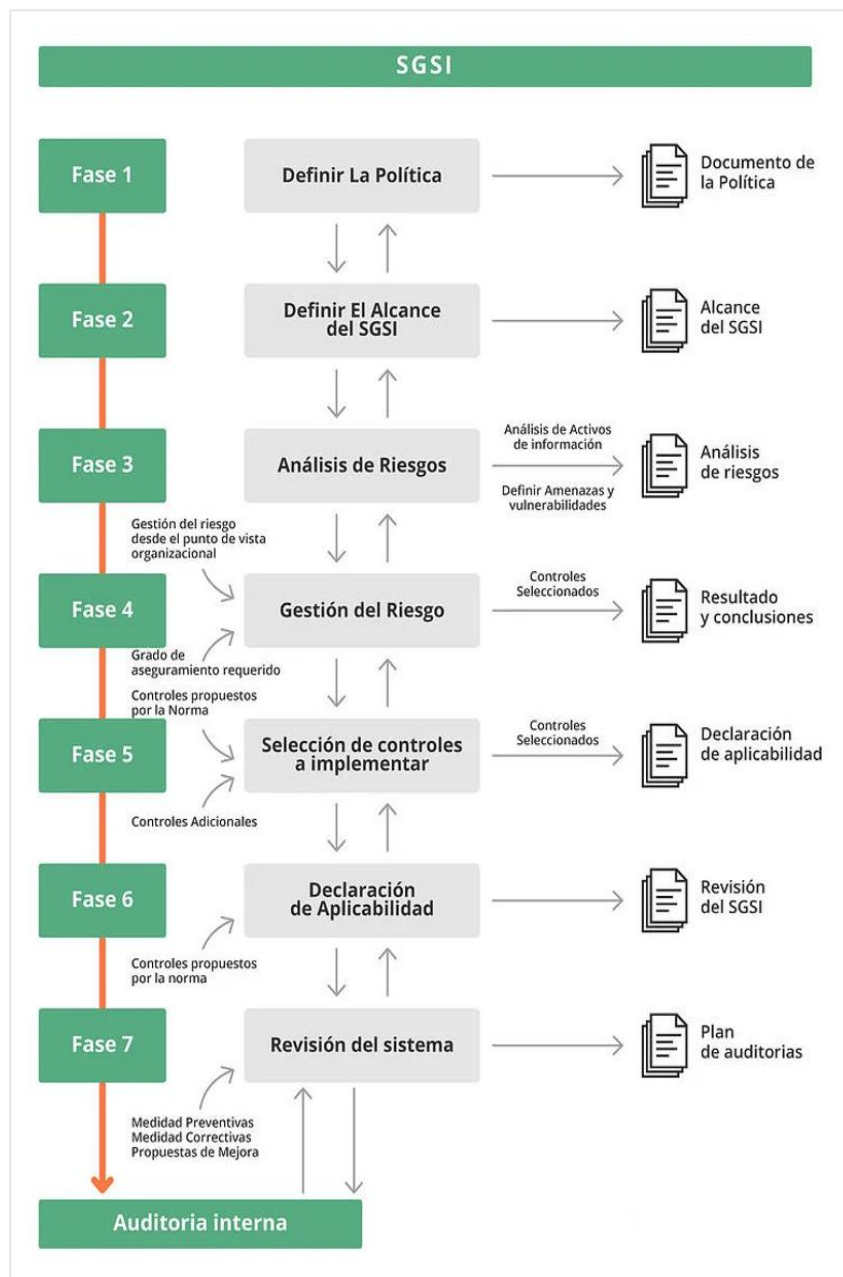 SGSI
Fase 1
Definir La Política
Documento de
la Política
Fase 2
Definir El Alcance
del SGSI
Alcance
del SGSI
Fase 3
Análisis de Riesgos
Análisis de Activos
de información
Definir Amenazas y
vulnerabilidades
Análisis
de riesgos
Gestión del riesgo
desde el punto de vista
organizacional
Fase 4
Gestión del Riesgo
Controles
Seleccionados
Resultado
y conclusiones
Grado de
aseguramiento requerido
Controles propuestos
por la Norma
Fase 5
Selección de controles
a implementar
Controles
Seleccionados
Declaración
de aplicabilidad
Controles Adicionales
Fase 6
Declaración
de Aplicabilidad
Revisión
del SGSI
Controles propuestos
por la norma
Fase 7
Revisión del sistema
Plan
de auditorias
Medidad Preventivas
Medidad Correctivas
Propuestas de Mejora
Auditoria interna